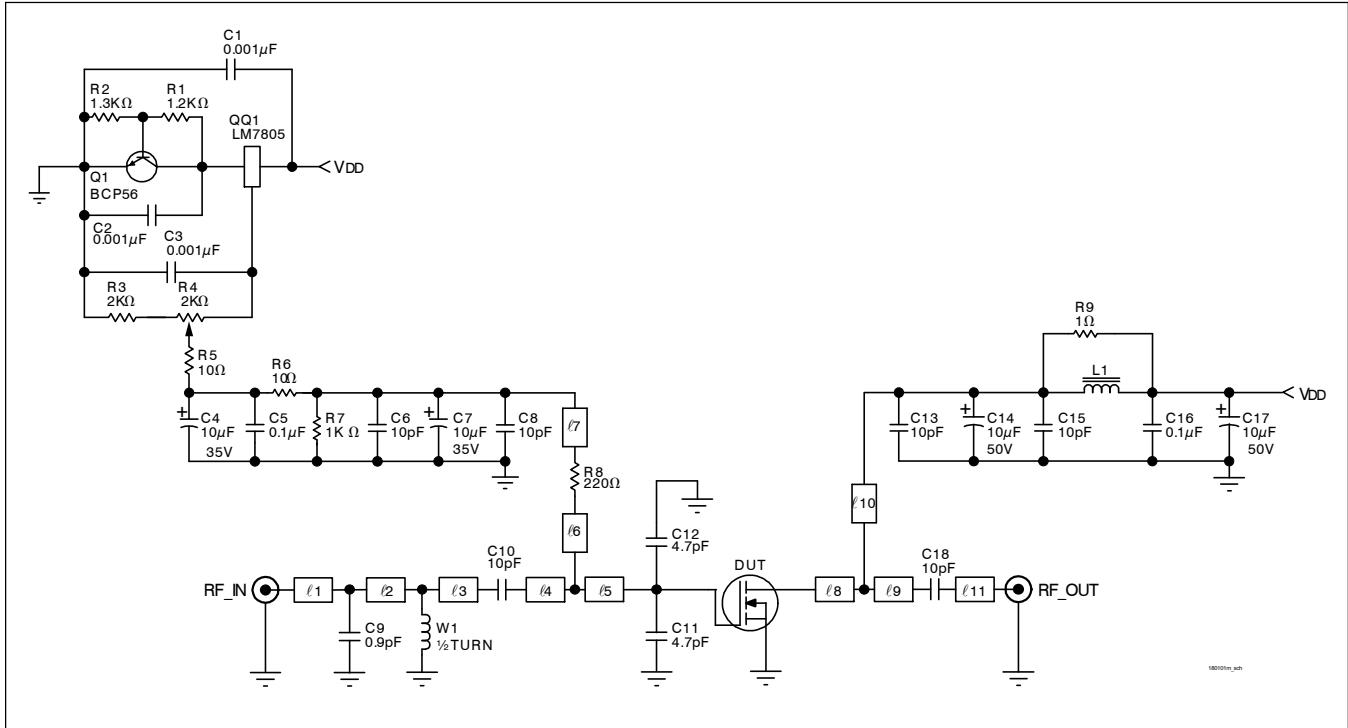 C1
0.001μF
R2
1.3KΩ
R1
1.2KΩ
QQ1
LM7805
VDD
Q1
BCP56
C2
0.001μF
C3
0.001μF
R3
2KΩ
R4
2KΩ
R5
10Ω
R6
10Ω
C4
10μF
35V
C5
0.1μF
R7
1K Ω
C6
10pF
C7
10μF
35V
C8
10pF
ℓ7
R8
220Ω
ℓ6
R9
1Ω
L1
VDD
C13
10pF
C14
10μF
50V
C15
10pF
C16
0.1μF
C17
10μF
50V
ℓ10
C12
4.7pF
DUT
C10
10pF
C18
10pF
RF_IN
ℓ1
ℓ2
ℓ3
ℓ4
ℓ5
ℓ8
ℓ9
ℓ11
RF_OUT
C9
0.9pF
W1
½TURN
C11
4.7pF
180101m_sch